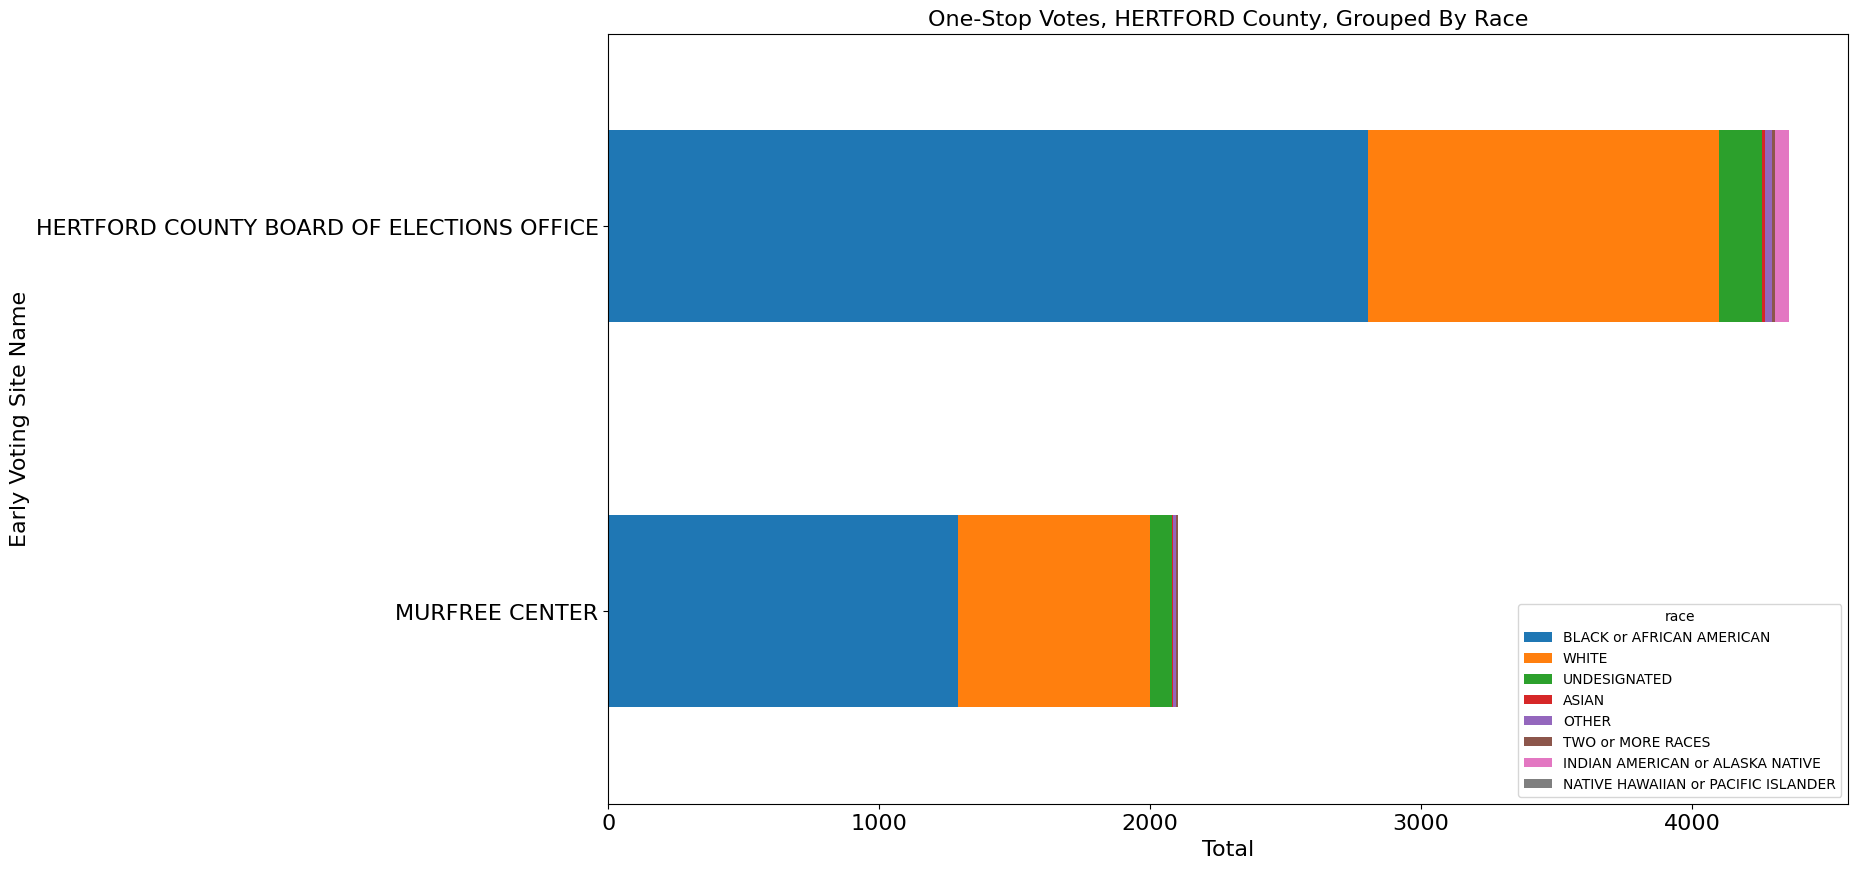 One-Stop Votes, HERTFORD County, Grouped By Race
Early Voting Site Name
HERTFORD COUNTY BOARD OF ELECTIONS OFFICE
MURFREE CENTER
race
BLACK or AFRICAN AMERICAN
WHITE
UNDESIGNATED
ASIAN
OTHER
TWO or MORE RACES
INDIAN AMERICAN or ALASKA NATIVE
NATIVE HAWAIIAN or PACIFIC ISLANDER
0 1000 2000 3000 4000
Total